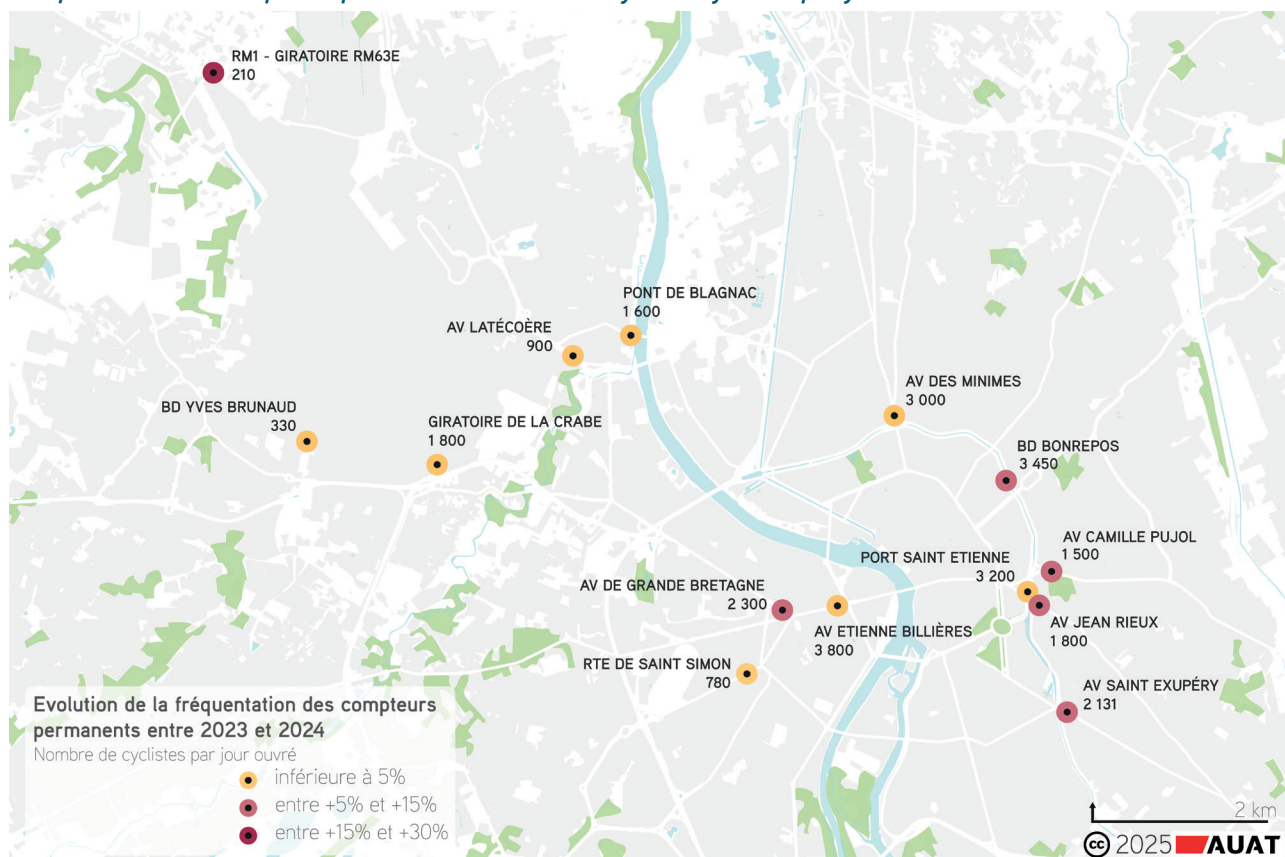 RM1 - GIRATOIRE RM63E
210
PONT DE BLAGNAC
1 600
AV LATÉCOÈRE
900
AV DES MINIMES
3 000
BD YVES BRUNAUD
330
GIRATOIRE DE LA CRABE
1 800
BD BONREPOS
3 450
AV CAMILLE PUJOL
1 500
PORT SAINT ETIENNE
3 200
AV DE GRANDE BRETAGNE
2 300
AV JEAN RIEUX
1 800
AV ETIENNE BILLIÈRES
3 800
RTE DE SAINT SIMON
780
AV SAINT EXUPÉRY
2 131
Evolution de la fréquentation des compteurs
permanents entre 2023 et 2024
Nombre de cyclistes par jour ouvré
inférieure à 5%
entre +5% et +15%
entre +15% et +30%
2 km
cc 2025 AUAT